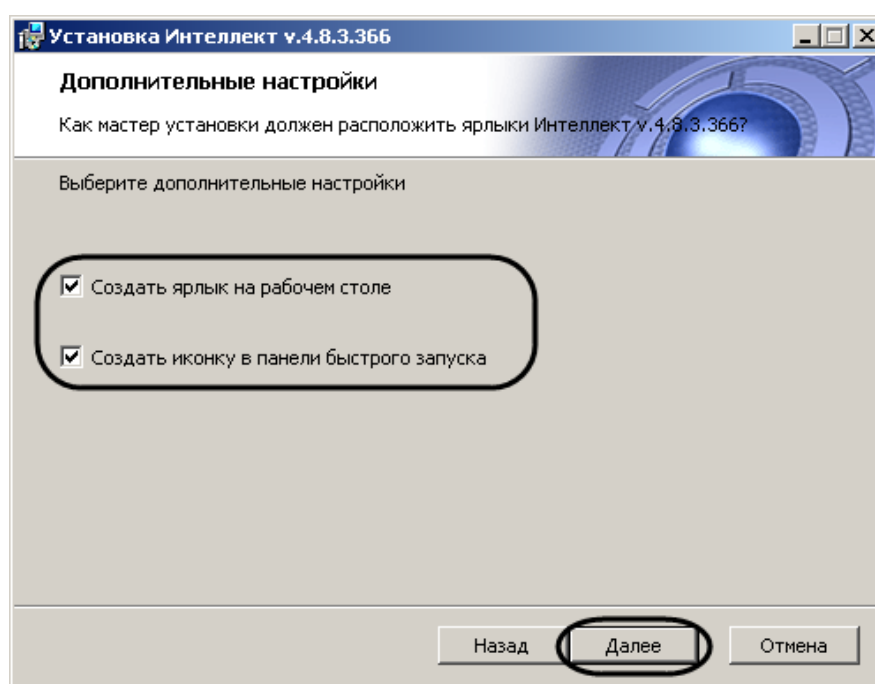 Установка Интеллект v.4.8.3.366
Дополнительные настройки
Как мастер установки должен расположить ярлыки Интеллект v.4.8.3.366?
Выберите дополнительные настройки
Создать ярлык на рабочем столе
Создать иконку в панели быстрого запуска
Назад
Далее
Отмена